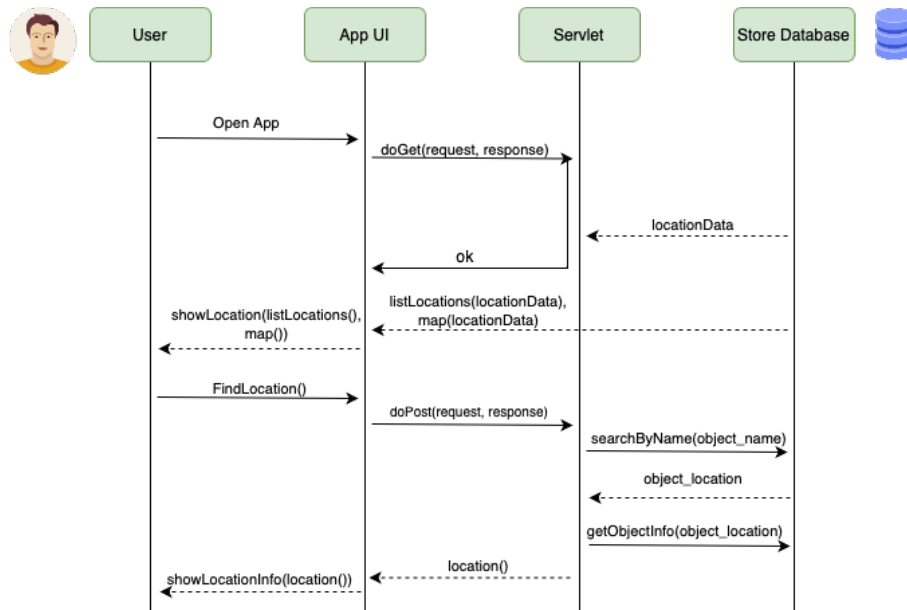 User
App UI
Servlet
Store Database
Open App
doGet(request, response)
locationData
ok
listLocations(locationData),
map(locationData)
showLocation(listLocations(),
map())
FindLocation()
doPost(request, response)
searchByName(object_name)
object_location
getObjectInfo(object_location)
location()
showLocationInfo(location())